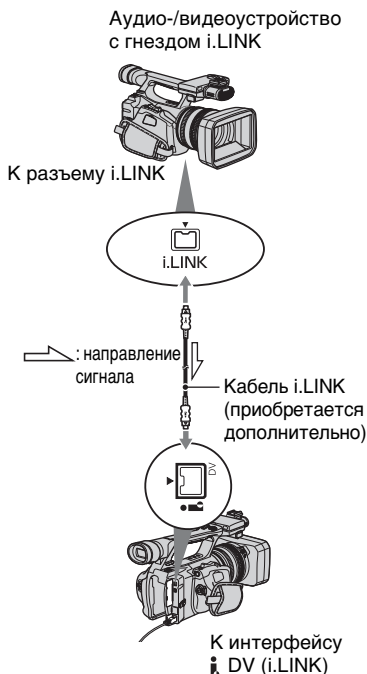 Аудио-/видеоустройство
с гнездом i.LINK
К разъему i.LINK
i.LINK
: направление
сигнала
Кабель i.LINK
(приобретается
дополнительно)
DV
К интерфейсу
i DV (i.LINK)